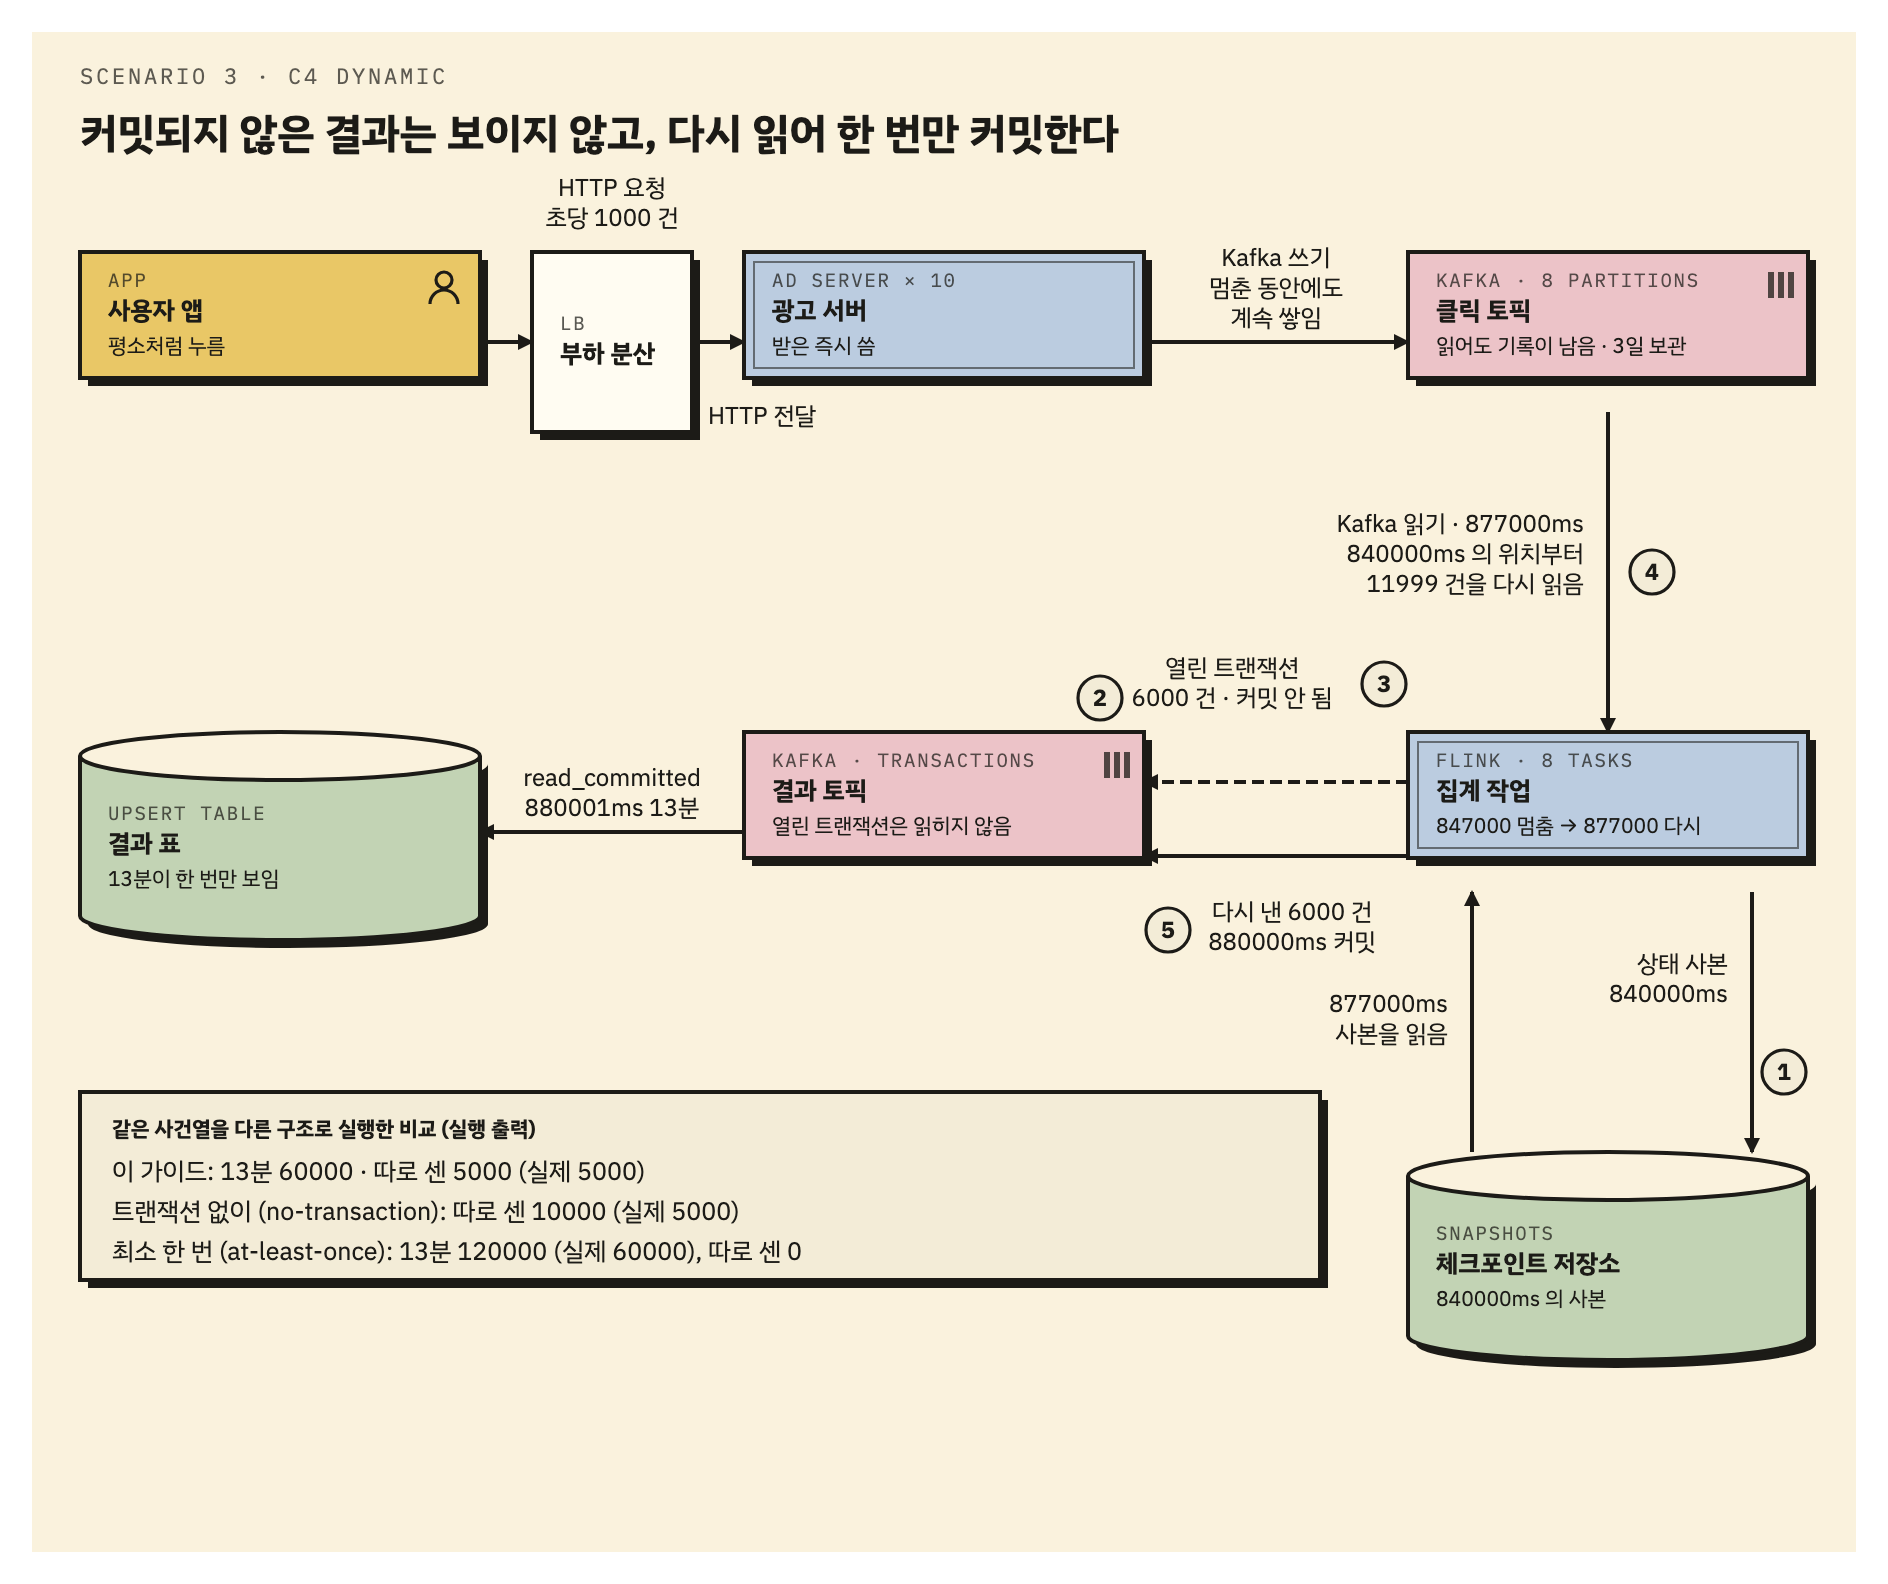 SCENARIO 3 · C4 DYNAMIC
커밋되지 않은 결과는 보이지 않고, 다시 읽어 한 번만 커밋한다
HTTP 요청
초당 1000 건
APP
사용자 앱
평소처럼 누름
LB
부하 분산
HTTP 전달
AD SERVER × 10
광고 서버
받은 즉시 씀
Kafka 쓰기
멈춘 동안에도
계속 쌓임
KAFKA · 8 PARTITIONS
클릭 토픽
읽어도 기록이 남음 · 3일 보관
Kafka 읽기 · 877000ms
840000ms 의 위치부터
11999 건을 다시 읽음
4
열린 트랜잭션
6000 건 · 커밋 안 됨
2
3
UPSERT TABLE
결과 표
13분이 한 번만 보임
read_committed
880001ms 13분
KAFKA · TRANSACTIONS
결과 토픽
열린 트랜잭션은 읽히지 않음
FLINK · 8 TASKS
집계 작업
847000 멈춤 → 877000 다시
5
다시 낸 6000 건
880000ms 커밋
877000ms
사본을 읽음
상태 사본
840000ms
1
같은 사건열을 다른 구조로 실행한 비교 (실행 출력)
이 가이드: 13분 60000 · 따로 센 5000 (실제 5000)
트랜잭션 없이 (no-transaction): 따로 센 10000 (실제 5000)
최소 한 번 (at-least-once): 13분 120000 (실제 60000), 따로 센 0
SNAPSHOTS
체크포인트 저장소
840000ms 의 사본